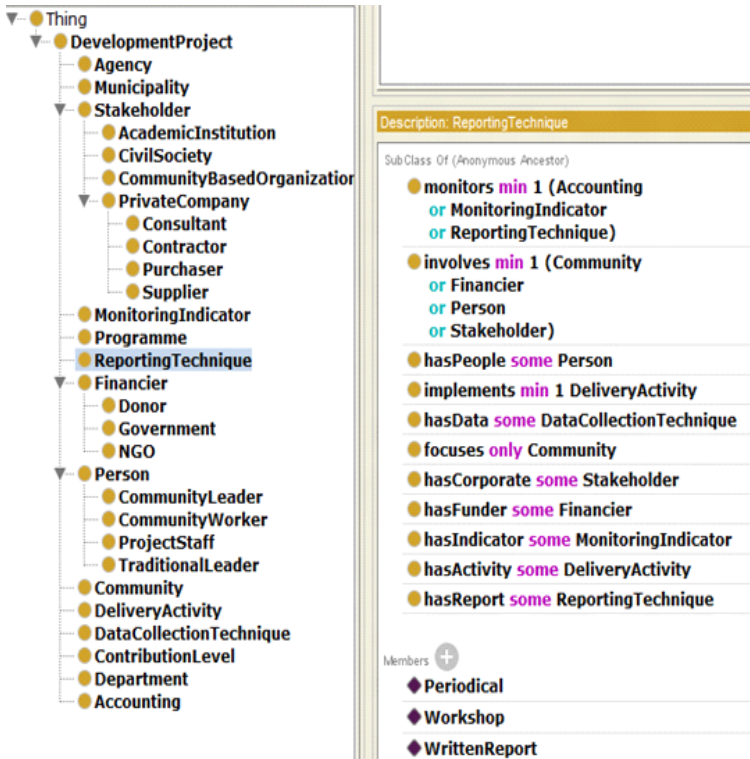 Thing
DevelopmentProject
Agency
Municipality
Stakeholder
AcademicInstitution
CivilSociety
CommunityBasedOrganization
PrivateCompany
Consultant
Contractor
Purchaser
Supplier
MonitoringIndicator
Programme
ReportingTechnique
Financier
Donor
Government
NGO
Person
CommunityLeader
CommunityWorker
ProjectStaff
TraditionalLeader
Community
DeliveryActivity
DataCollectionTechnique
ContributionLevel
Department
Accounting
Description: ReportingTechnique
SubClass Of (Anonymous Ancestor)
monitors min 1 (Accounting
or MonitoringIndicator
or ReportingTechnique)
involves min 1 (Community
or Financier
or Person
or Stakeholder)
hasPeople some Person
implements min 1 DeliveryActivity
hasData some DataCollectionTechnique
focuses only Community
hasCorporate some Stakeholder
hasFunder some Financier
hasIndicator some MonitoringIndicator
hasActivity some DeliveryActivity
hasReport some ReportingTechnique
Members
Periodical
Workshop
WrittenReport